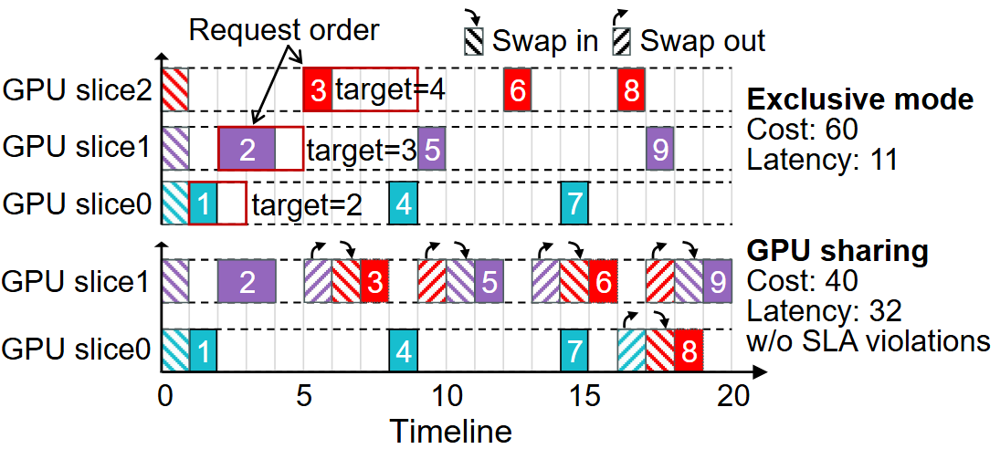 Request order
Swap in
Swap out
GPU slice2
3
target=4
6
8
GPU slice1
2
target=3
5
9
GPU slice0
1
target=2
4
7
Exclusive mode
Cost: 60
Latency: 11
GPU slice1
2
3
5
6
9
GPU slice0
1
4
7
8
GPU sharing
Cost: 40
Latency: 32
w/o SLA violations
0
5
10
15
20
Timeline